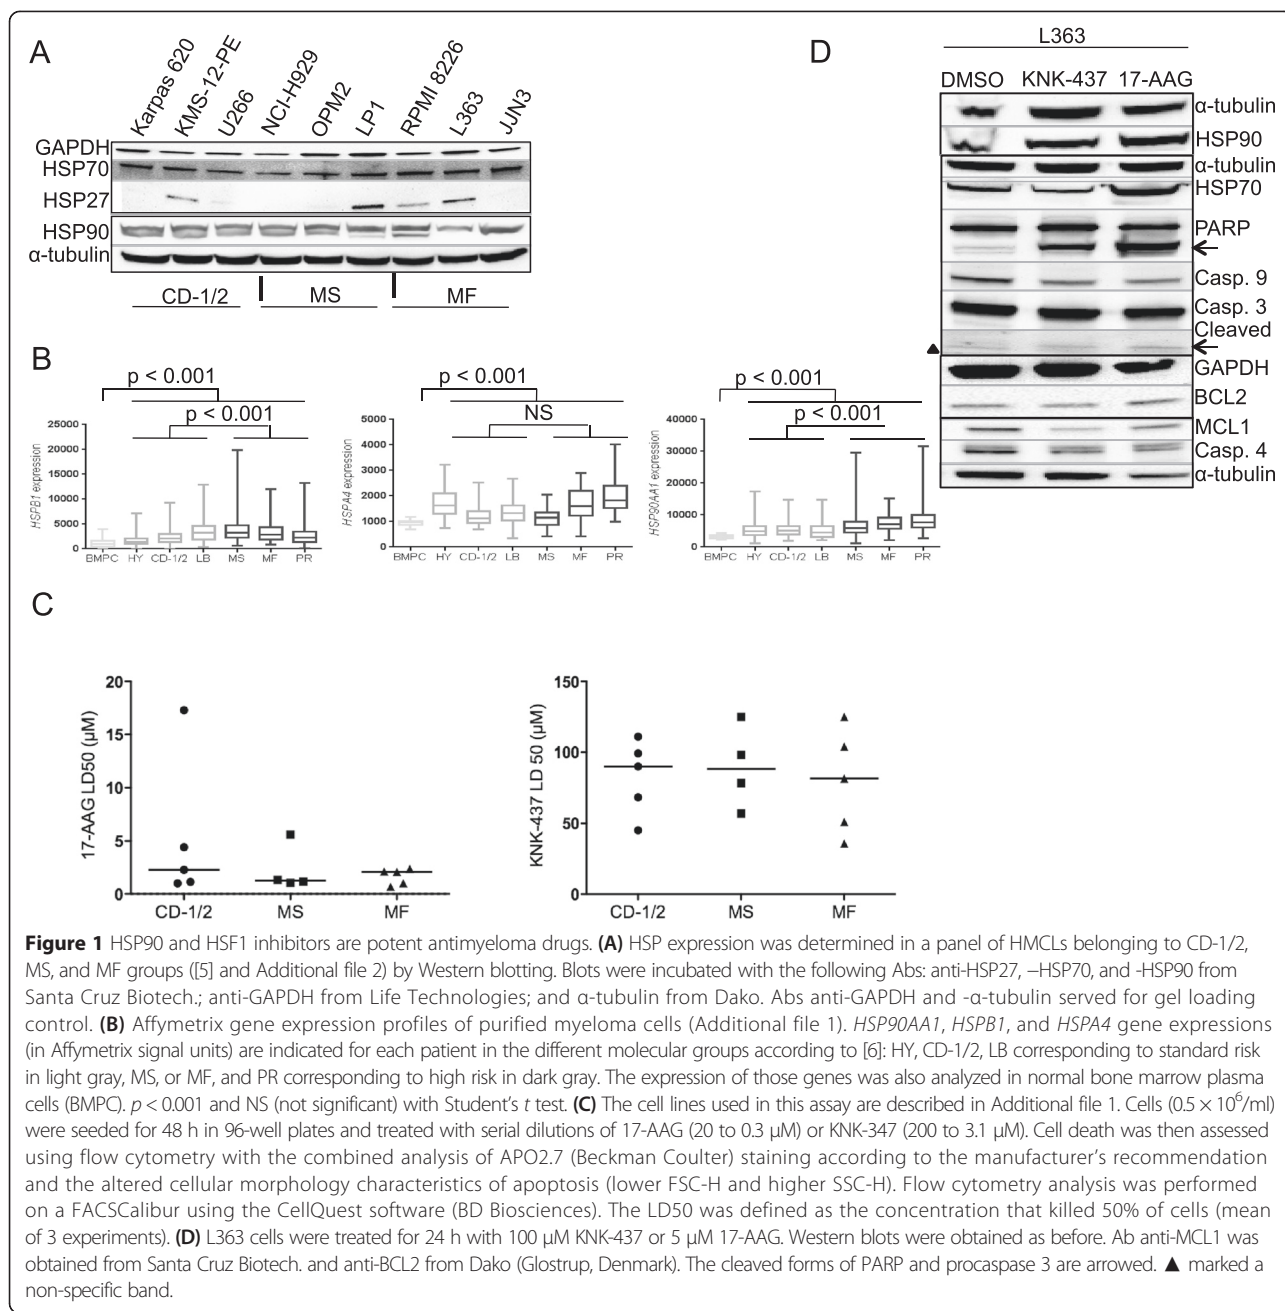 A
Karpas 620
KMS-12-PE
U266
NCI-H929
OPM2
LP1
RPMI 8226
L363
JUN3
GAPDH
HSP70
HSP27
HSP90
α-tubulin
CD-1/2
MS
MF
D
L363
DMSO KNK-437 17-AAG
α-tubulin
HSP90
α-tubulin
HSP70
PARP
Casp. 9
Casp. 3
Cleaved
GAPDH
BCL2
MCL1
Casp. 4
α-tubulin
B
p < 0.001
p < 0.001
HSPB1 expression
25000
20000
15000
10000
5000
0
BMPC HY CD-1/2 LB MS MF PR
p < 0.001
NS
HSPA4 expression
5000
4000
3000
2000
1000
0
BMPC HY CD-1/2 LB MS MF PR
p < 0.001
p < 0.001
HSP90AA1 expression
40000
30000
20000
10000
0
BMPC HY CD-1/2 LB MS MF PR
C
17-AAG LD50 (µM)
20
15
10
5
0
CD-1/2 MS MF
KNK-437 LD 50 (µM)
150
100
50
0
CD-1/2 MS MF
Figure 1 HSP90 and HSF1 inhibitors are potent antimyeloma drugs. (A) HSP expression was determined in a panel of HMCLs belonging to CD-1/2,
MS, and MF groups ([5] and Additional file 2) by Western blotting. Blots were incubated with the following Abs: anti-HSP27, −HSP70, and -HSP90 from
Santa Cruz Biotech.; anti-GAPDH from Life Technologies; and α-tubulin from Dako. Abs anti-GAPDH and -α-tubulin served for gel loading
control. (B) Affymetrix gene expression profiles of purified myeloma cells (Additional file 1). HSP90AA1, HSPB1, and HSPA4 gene expressions
(in Affymetrix signal units) are indicated for each patient in the different molecular groups according to [6]: HY, CD-1/2, LB corresponding to standard risk
in light gray, MS, or MF, and PR corresponding to high risk in dark gray. The expression of those genes was also analyzed in normal bone marrow plasma
cells (BMPC). p < 0.001 and NS (not significant) with Student's t test. (C) The cell lines used in this assay are described in Additional file 1. Cells (0.5 × 10⁶/ml)
were seeded for 48 h in 96-well plates and treated with serial dilutions of 17-AAG (20 to 0.3 µM) or KNK-347 (200 to 3.1 µM). Cell death was then assessed
using flow cytometry with the combined analysis of APO2.7 (Beckman Coulter) staining according to the manufacturer's recommendation
and the altered cellular morphology characteristics of apoptosis (lower FSC-H and higher SSC-H). Flow cytometry analysis was performed
on a FACSCalibur using the CellQuest software (BD Biosciences). The LD50 was defined as the concentration that killed 50% of cells (mean
of 3 experiments). (D) L363 cells were treated for 24 h with 100 µM KNK-437 or 5 µM 17-AAG. Western blots were obtained as before. Ab anti-MCL1 was
obtained from Santa Cruz Biotech. and anti-BCL2 from Dako (Glostrup, Denmark). The cleaved forms of PARP and procaspase 3 are arrowed. ▲ marked a
non-specific band.